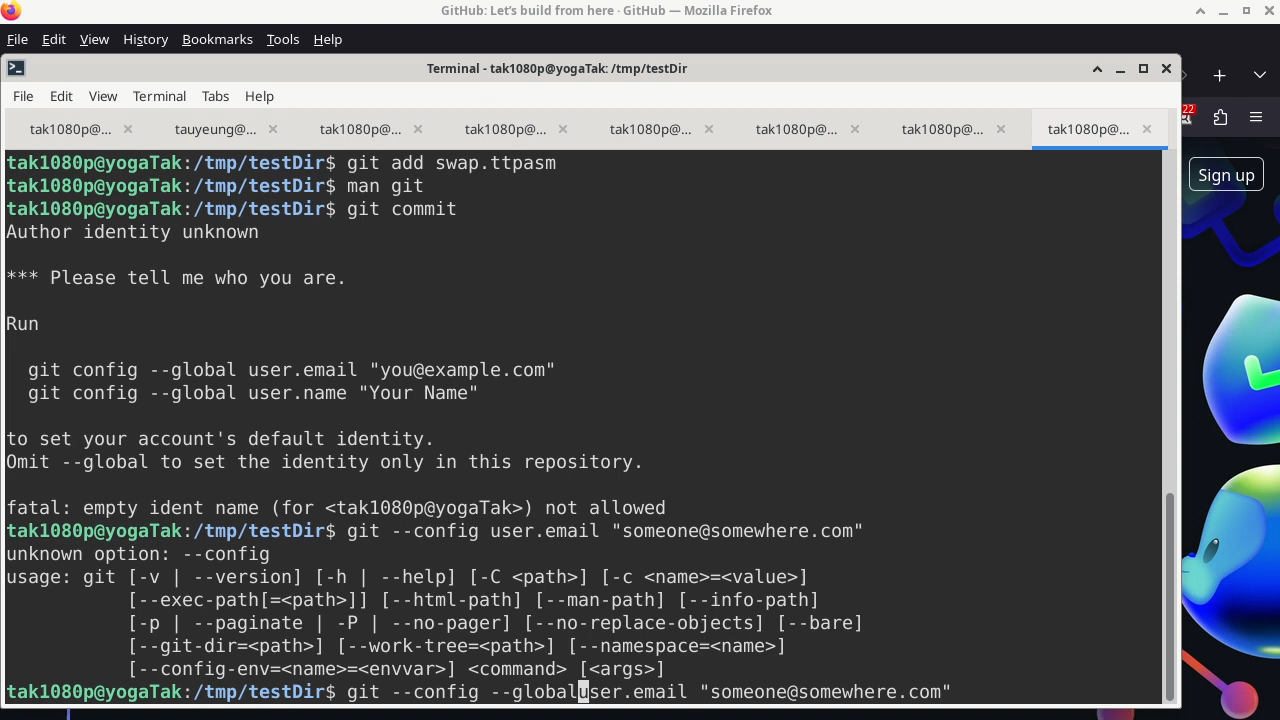 GitHub: Let's build from here · GitHub — Mozilla Firefox
File Edit View History Bookmarks Tools Help
Terminal - tak1080p@yogaTak: /tmp/testDir
22
File Edit View Terminal Tabs Help
tak1080p@... tauyeung@... tak1080p@... tak1080p@... tak1080p@... tak1080p@... tak1080p@... tak1080p@...
Sign up
tak1080p@yogaTak:/tmp/testDir$ git add swap.ttpasm
tak1080p@yogaTak:/tmp/testDir$ man git
tak1080p@yogaTak:/tmp/testDir$ git commit
Author identity unknown

*** Please tell me who you are.

Run

  git config --global user.email "you@example.com"
  git config --global user.name "Your Name"

to set your account's default identity.
Omit --global to set the identity only in this repository.

fatal: empty ident name (for <tak1080p@yogaTak>) not allowed
tak1080p@yogaTak:/tmp/testDir$ git --config user.email "someone@somewhere.com"
unknown option: --config
usage: git [-v | --version] [-h | --help] [-C <path>] [-c <name>=<value>]
           [--exec-path[=<path>]] [--html-path] [--man-path] [--info-path]
           [-p | --paginate | -P | --no-pager] [--no-replace-objects] [--bare]
           [--git-dir=<path>] [--work-tree=<path>] [--namespace=<name>]
           [--config-env=<name>=<envvar>] <command> [<args>]
tak1080p@yogaTak:/tmp/testDir$ git --config --globaluser.email "someone@somewhere.com"